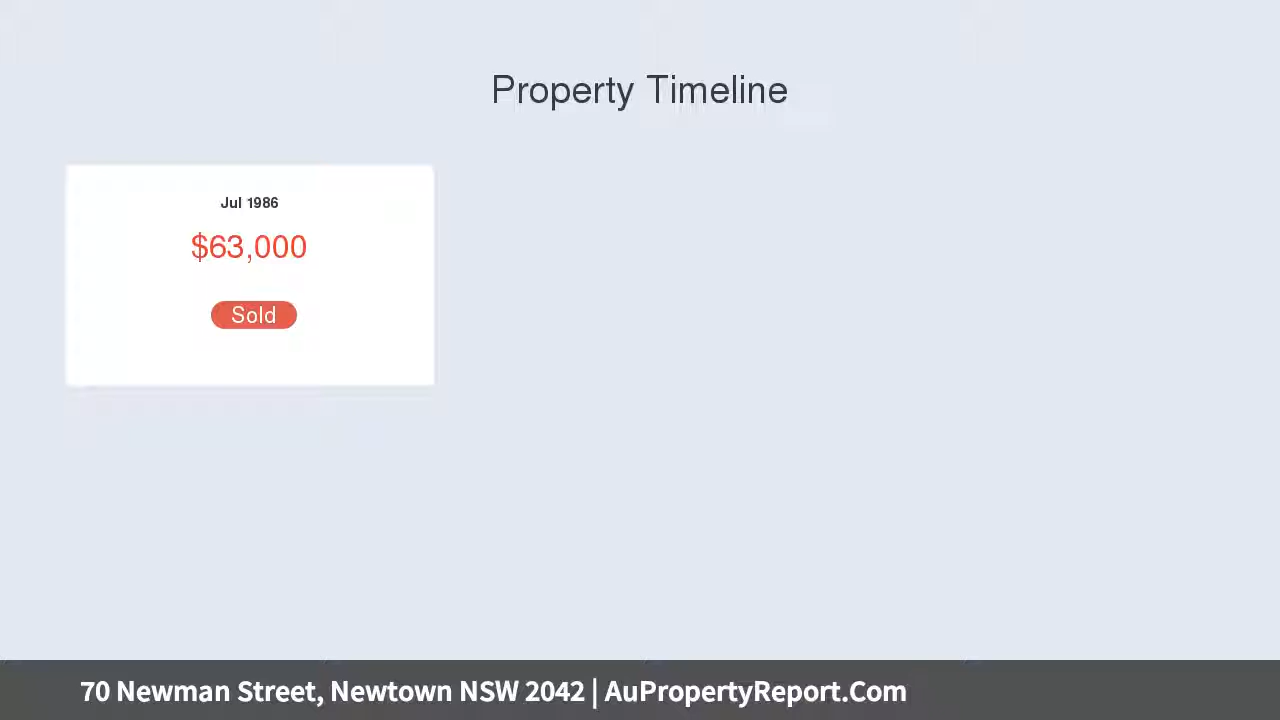 Property Timeline
Jul 1986
$63,000
Sold
70 Newman Street, Newtown NSW 2042 | AuPropertyReport.Com